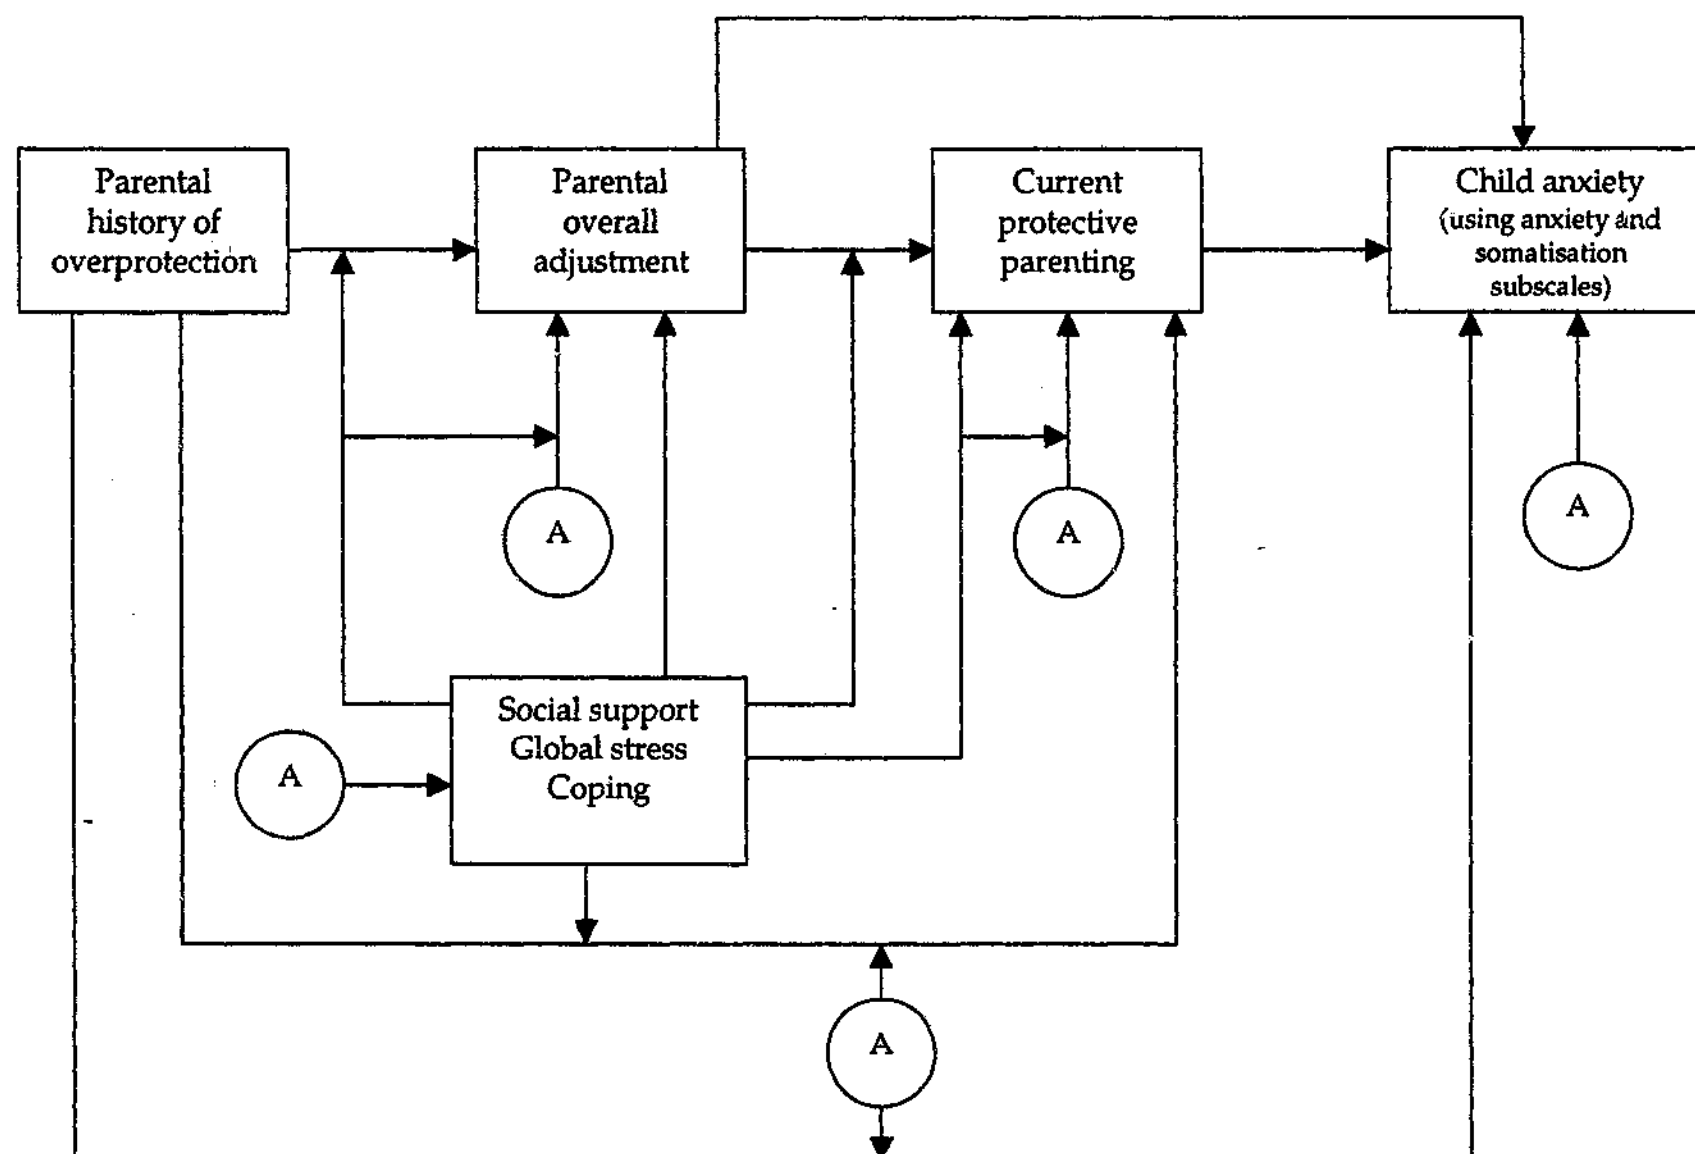 Parental
history of
overprotection
Parental
overall
adjustment
Current
protective
parenting
Child anxiety
(using anxiety and
somatisation
subscales)
A
A
A
Social support
Global stress
Coping
A
A